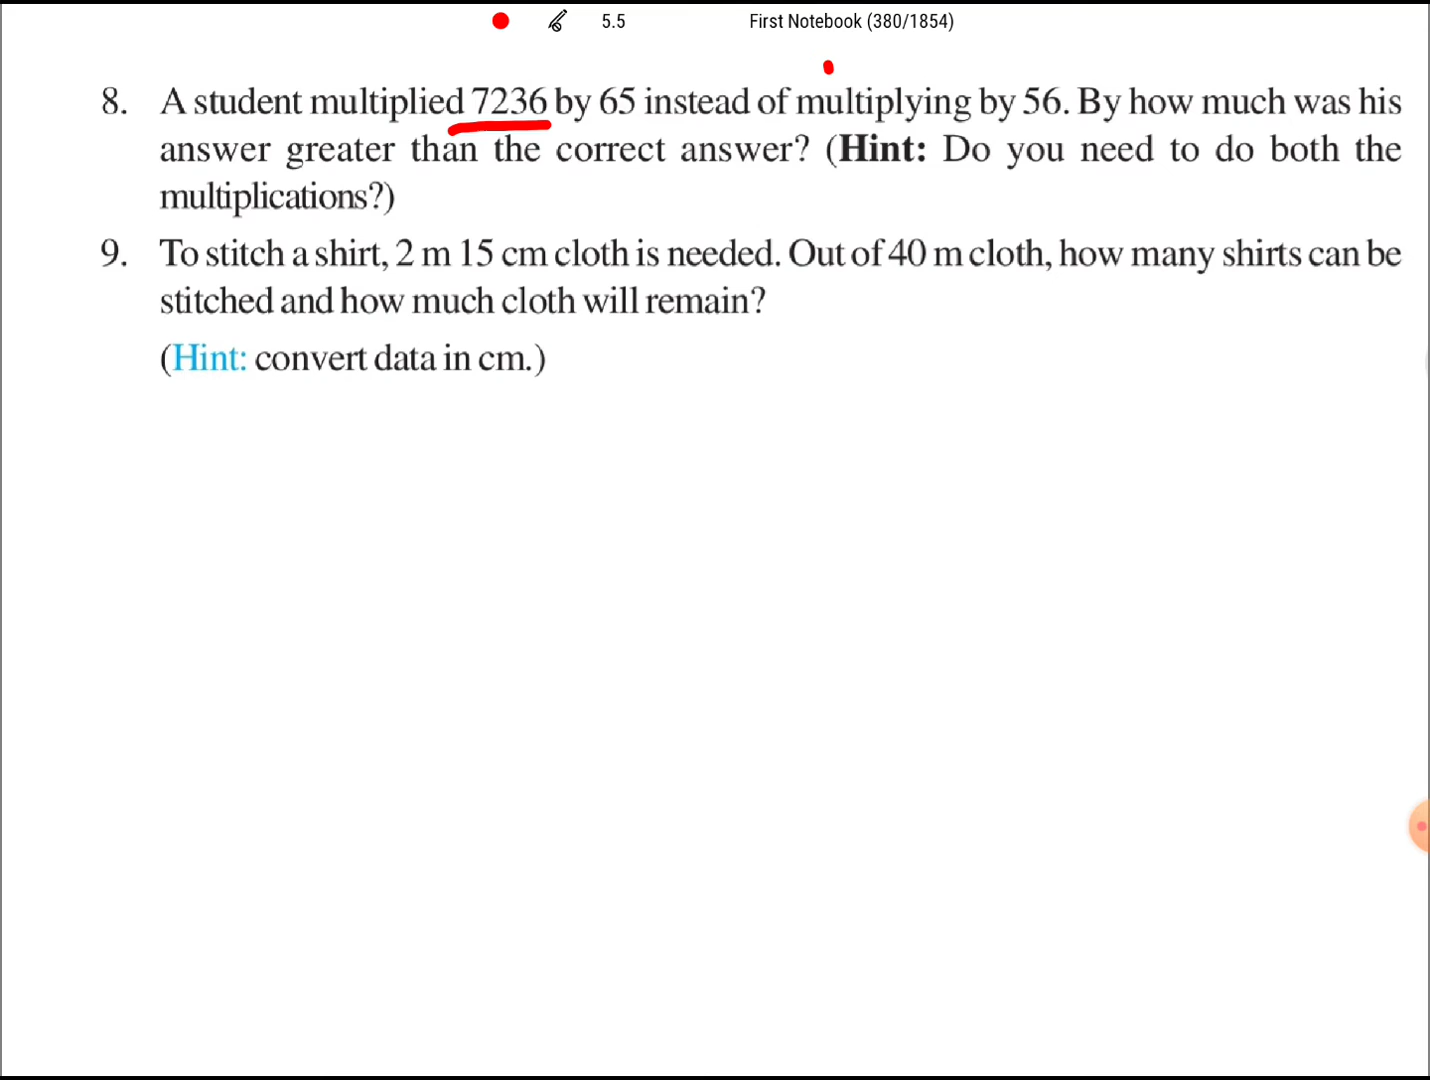 5.5 First Notebook (380/1854)
8. A student multiplied 7236 by 65 instead of multiplying by 56. By how much was his
answer greater than the correct answer? (Hint: Do you need to do both the
multiplications?)
9. To stitch a shirt, 2 m 15 cm cloth is needed. Out of 40 m cloth, how many shirts can be
stitched and how much cloth will remain?
(Hint: convert data in cm.)